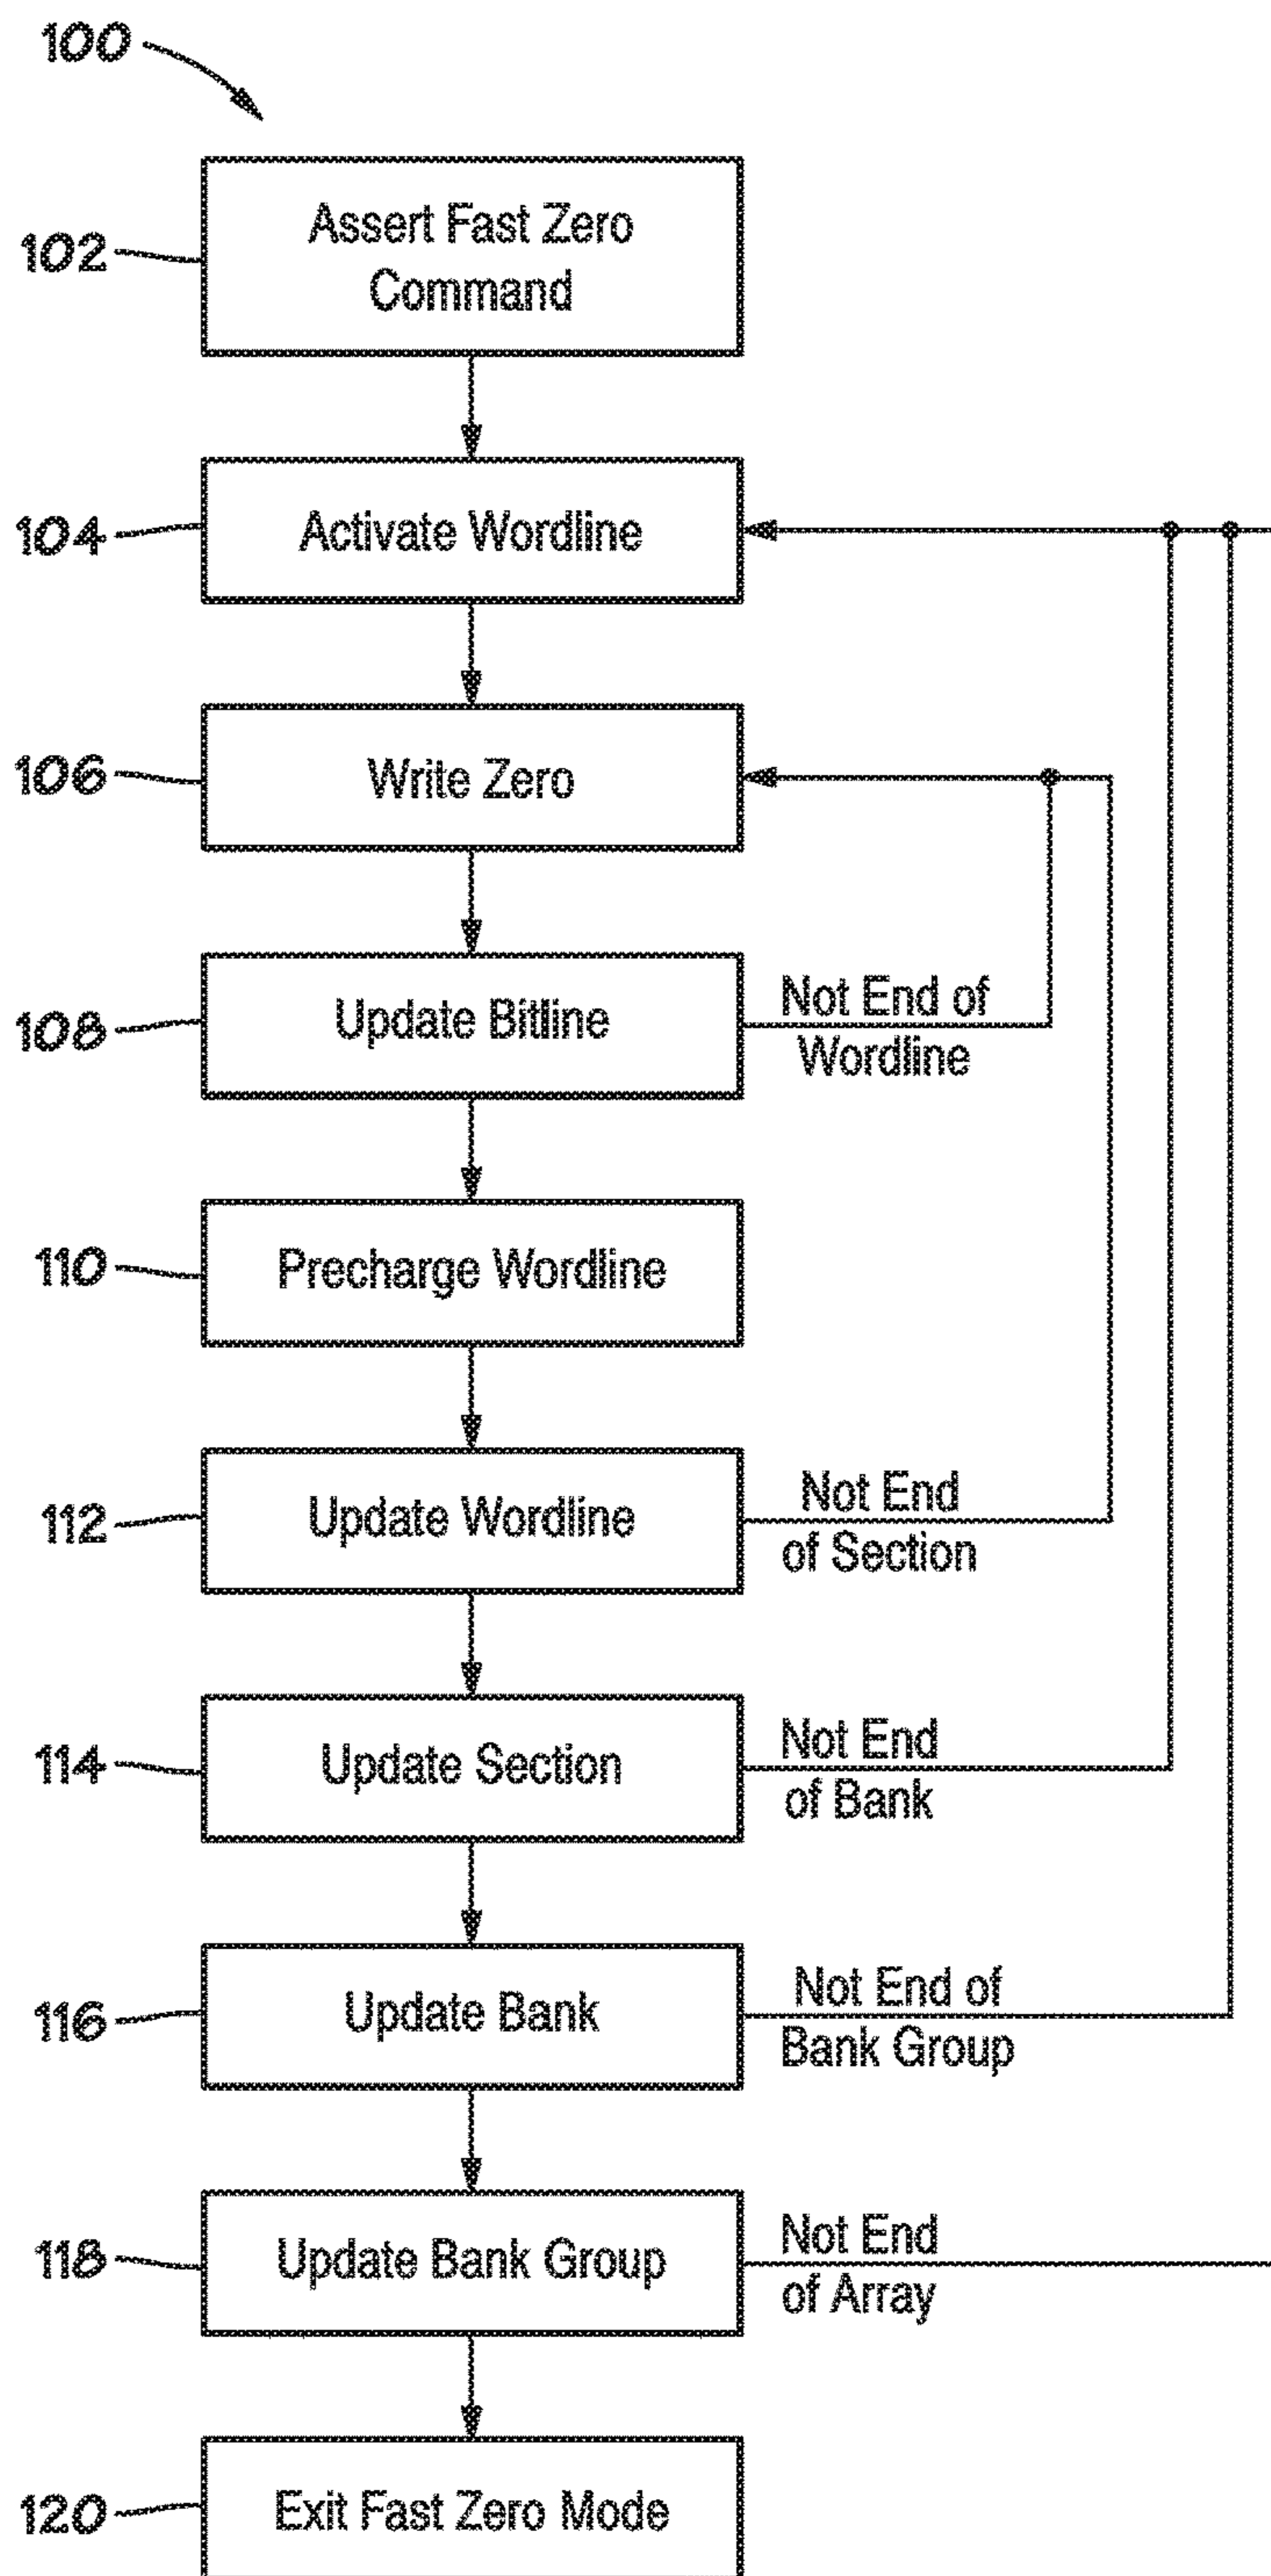 100
102
Assert Fast Zero
Command
104
Activate Wordline
106
Write Zero
108
Update Bitline
Not End of
Wordline
110
Precharge Wordline
112
Update Wordline
Not End
of Section
114
Update Section
Not End
of Bank
116
Update Bank
Not End of
Bank Group
118
Update Bank Group
Not End
of Array
120
Exit Fast Zero Mode